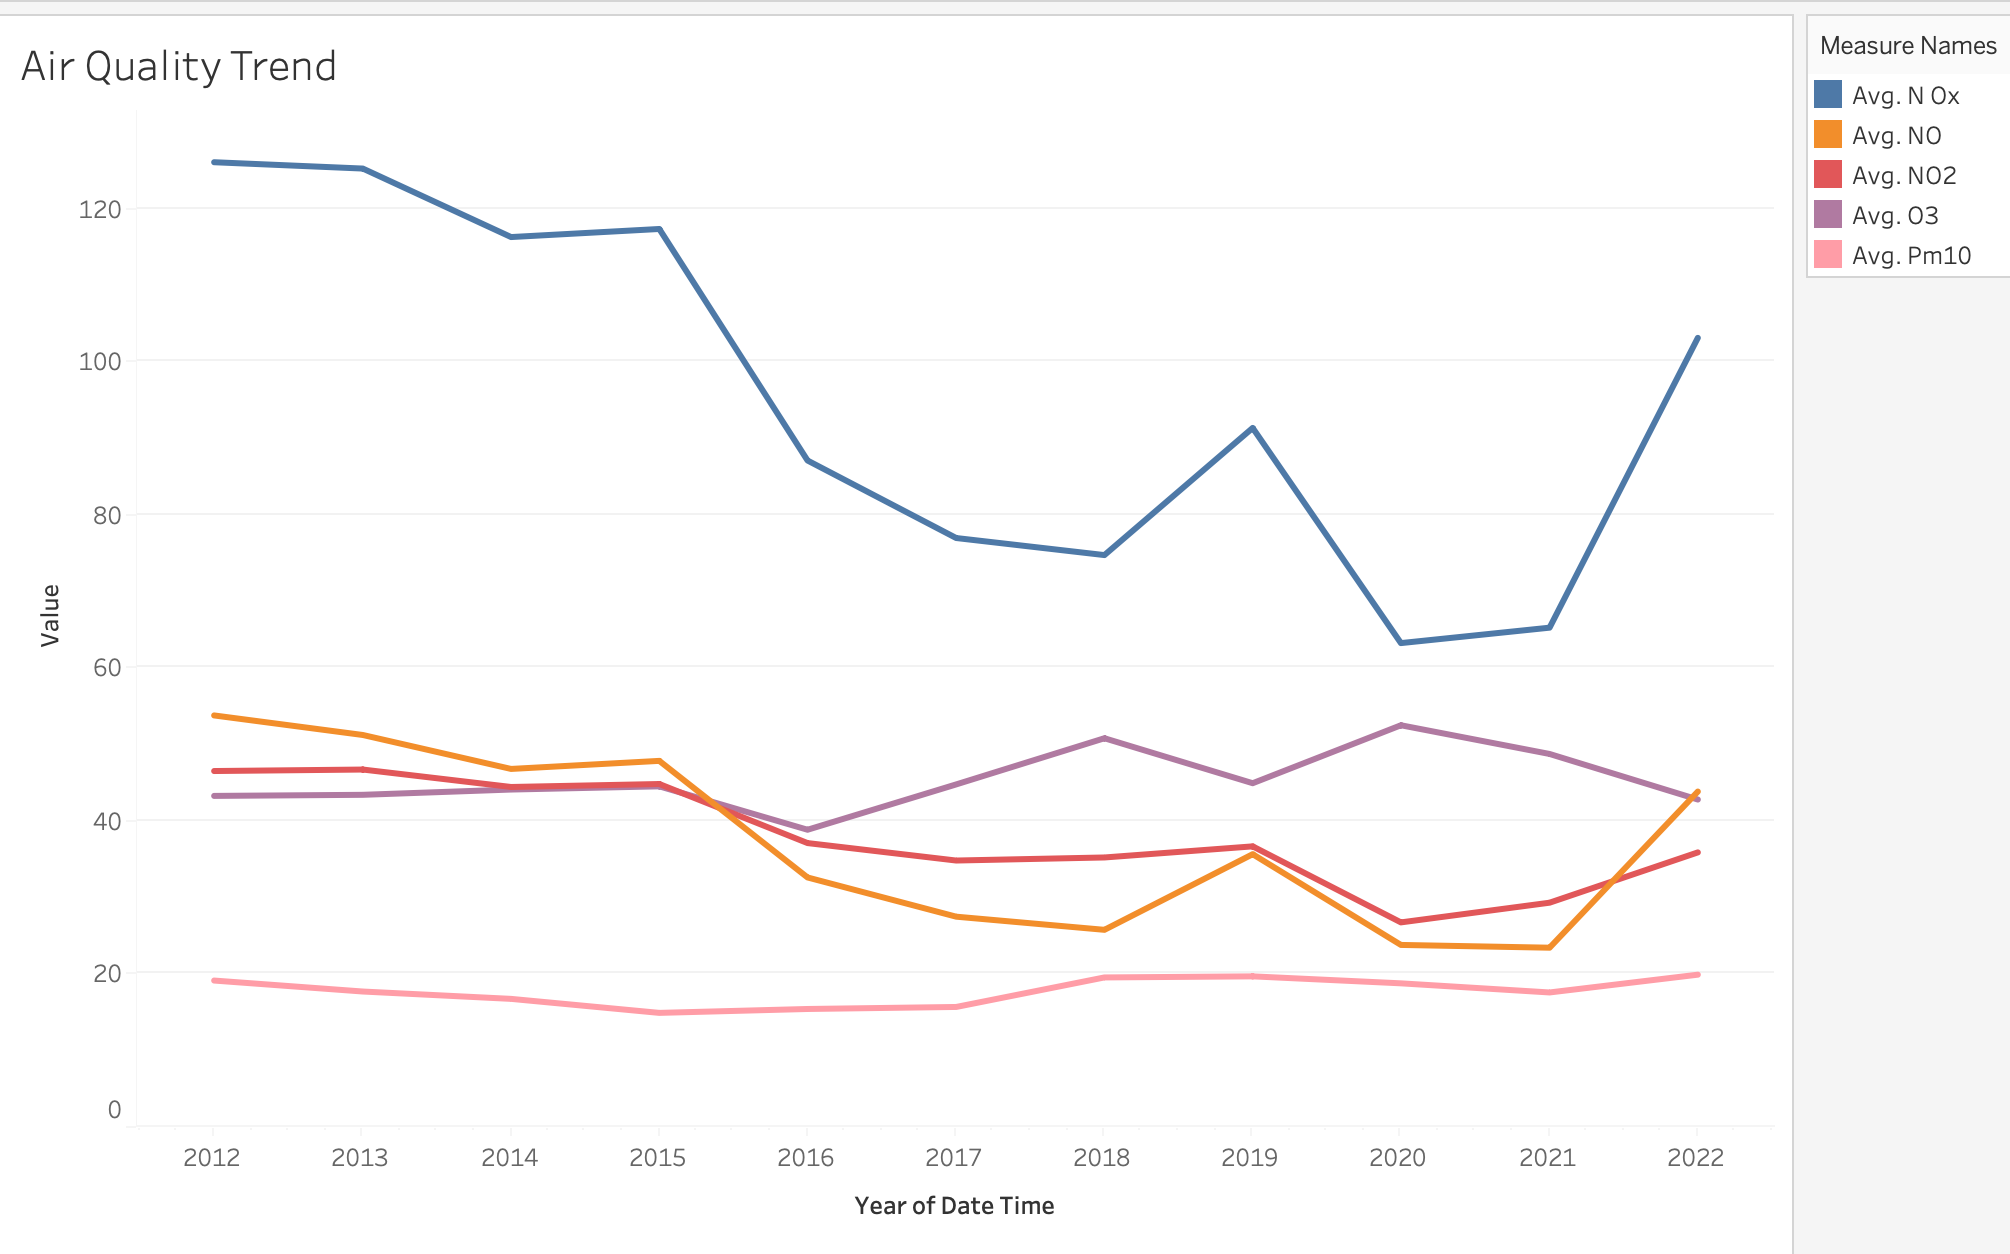 Air Quality Trend
Measure Names
Avg. N Ox
Avg. NO
Avg. NO2
Avg. O3
Avg. Pm10
Value
120
100
80
60
40
20
0
2012 2013 2014 2015 2016 2017 2018 2019 2020 2021 2022
Year of Date Time